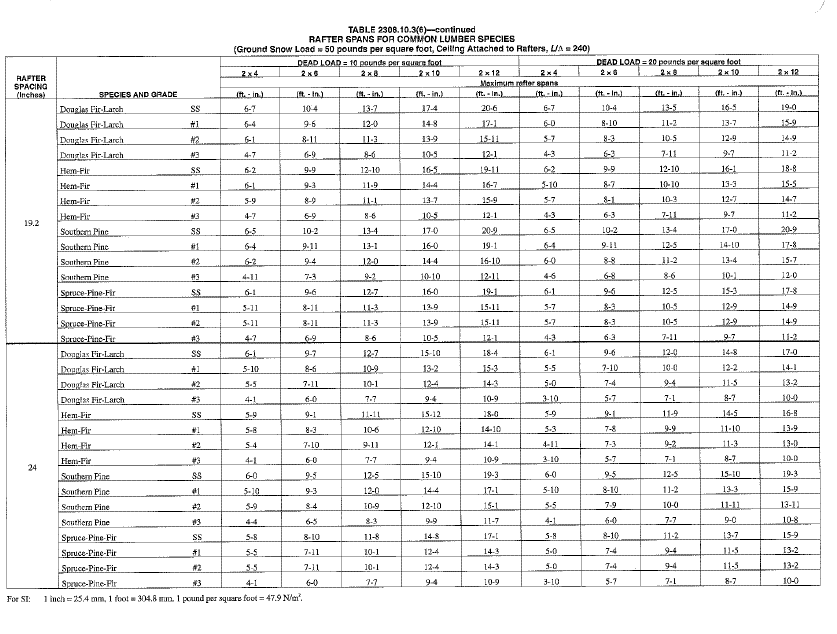 TABLE 2308.10.3(6)—continued
RAFTER SPANS FOR COMMON LUMBER SPECIES
(Ground Snow Load = 50 pounds per square foot, Ceiling Attached to Rafters, L/Δ = 240)
DEAD LOAD = 10 pounds per square foot DEAD LOAD = 20 pounds per square foot
2 x 4 2 x 6 2 x 8 2 x 10 2 x 12 2 x 4 2 x 6 2 x 8 2 x 10 2 x 12
Maximum rafter spans
RAFTER SPACING (Inches) SPECIES AND GRADE (ft. - in.) (ft. - in.) (ft. - in.) (ft. - in.) (ft. - in.) (ft. - in.) (ft. - in.) (ft. - in.) (ft. - in.) (ft. - in.)
19.2
Douglas Fir-Larch SS 6-7 10-4 13-7 17-4 20-6 6-7 10-4 13-5 16-5 19-0
Douglas Fir-Larch #1 6-4 9-6 12-0 14-8 17-1 6-0 8-10 11-2 13-7 15-9
Douglas Fir-Larch #2 6-1 8-11 11-3 13-9 15-11 5-7 8-3 10-5 12-9 14-9
Douglas Fir-Larch #3 4-7 6-9 8-6 10-5 12-1 4-3 6-3 7-11 9-7 11-2
Hem-Fir SS 6-2 9-9 12-10 16-5 19-11 6-2 9-9 12-10 16-1 18-8
Hem-Fir #1 6-1 9-3 11-9 14-4 16-7 5-10 8-7 10-10 13-3 15-5
Hem-Fir #2 5-9 8-9 11-1 13-7 15-9 5-7 8-1 10-3 12-7 14-7
Hem-Fir #3 4-7 6-9 8-6 10-5 12-1 4-3 6-3 7-11 9-7 11-2
Southern Pine SS 6-5 10-2 13-4 17-0 20-9 6-5 10-2 13-4 17-0 20-9
Southern Pine #1 6-4 9-11 13-1 16-0 19-1 6-4 9-11 12-5 14-10 17-8
Southern Pine #2 6-2 9-4 12-0 14-4 16-10 6-0 8-8 11-2 13-4 15-7
Southern Pine #3 4-11 7-3 9-2 10-10 12-11 4-6 6-8 8-6 10-1 12-0
Spruce-Pine-Fir SS 6-1 9-6 12-7 16-0 19-1 6-1 9-6 12-5 15-3 17-8
Spruce-Pine-Fir #1 5-11 8-11 11-3 13-9 15-11 5-7 8-3 10-5 12-9 14-9
Spruce-Pine-Fir #2 5-11 8-11 11-3 13-9 15-11 5-7 8-3 10-5 12-9 14-9
Spruce-Pine-Fir #3 4-7 6-9 8-6 10-5 12-1 4-3 6-3 7-11 9-7 11-2
24
Douglas Fir-Larch SS 6-1 9-7 12-7 15-10 18-4 6-1 9-6 12-0 14-8 17-0
Douglas Fir-Larch #1 5-10 8-6 10-9 13-2 15-3 5-5 7-10 10-0 12-2 14-1
Douglas Fir-Larch #2 5-5 7-11 10-1 12-4 14-3 5-0 7-4 9-4 11-5 13-2
Douglas Fir-Larch #3 4-1 6-0 7-7 9-4 10-9 3-10 5-7 7-1 8-7 10-0
Hem-Fir SS 5-9 9-1 11-11 15-12 18-0 5-9 9-1 11-9 14-5 16-8
Hem-Fir #1 5-8 8-3 10-6 12-10 14-10 5-3 7-8 9-9 11-10 13-9
Hem-Fir #2 5-4 7-10 9-11 12-1 14-1 4-11 7-3 9-2 11-3 13-0
Hem-Fir #3 4-1 6-0 7-7 9-4 10-9 3-10 5-7 7-1 8-7 10-0
Southern Pine SS 6-0 9-5 12-5 15-10 19-3 6-0 9-5 12-5 15-10 19-3
Southern Pine #1 5-10 9-3 12-0 14-4 17-1 5-10 8-10 11-2 13-3 15-9
Southern Pine #2 5-9 8-4 10-9 12-10 15-1 5-5 7-9 10-0 11-11 13-11
Southern Pine #3 4-4 6-5 8-3 9-9 11-7 4-1 6-0 7-7 9-0 10-8
Spruce-Pine-Fir SS 5-8 8-10 11-8 14-8 17-1 5-8 8-10 11-2 13-7 15-9
Spruce-Pine-Fir #1 5-5 7-11 10-1 12-4 14-3 5-0 7-4 9-4 11-5 13-2
Spruce-Pine-Fir #2 5-5 7-11 10-1 12-4 14-3 5-0 7-4 9-4 11-5 13-2
Spruce-Pine-Fir #3 4-1 6-0 7-7 9-4 10-9 3-10 5-7 7-1 8-7 10-0
For SI: 1 inch = 25.4 mm, 1 foot = 304.8 mm, 1 pound per square foot = 47.9 N/m².